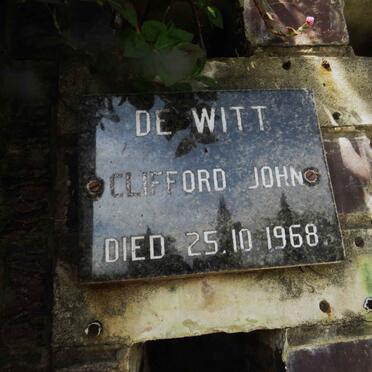 DE WITT
CLIFFORD JOHN
DIED 25.10 1968